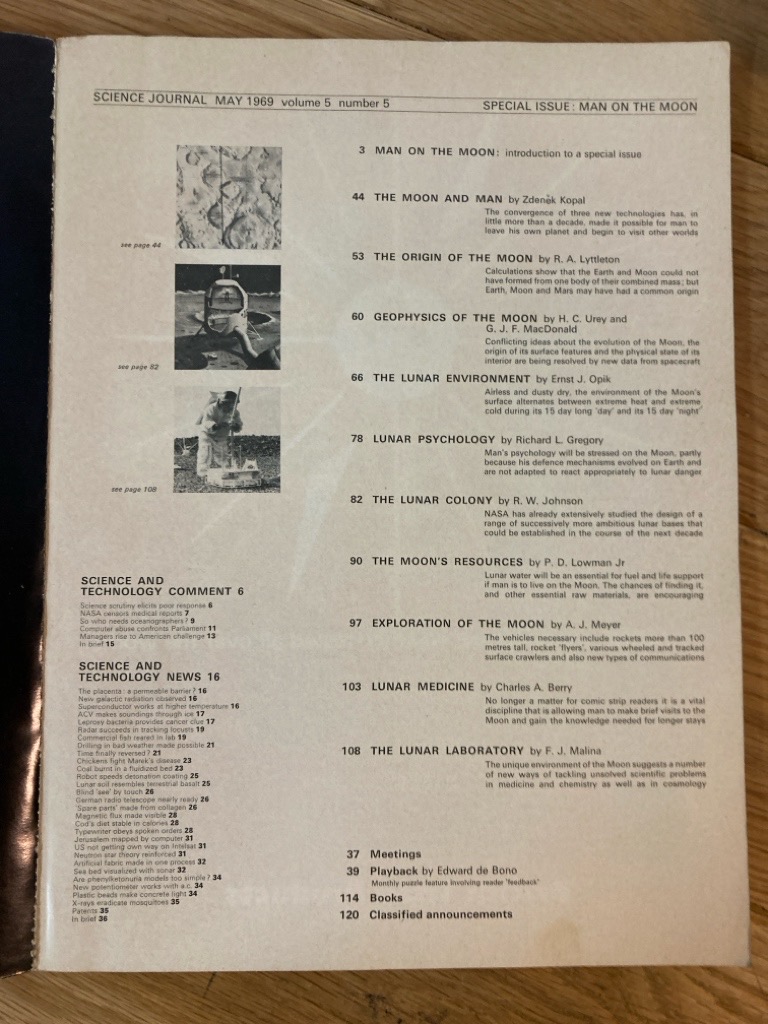 SCIENCE JOURNAL MAY 1969 volume 5 number 5
SPECIAL ISSUE: MAN ON THE MOON
see page 44
see page 82
see page 108
3 MAN ON THE MOON: introduction to a special issue
44 THE MOON AND MAN by Zdeněk Kopal
The convergence of three new technologies has, in
little more than a decade, made it possible for man to
leave his own planet and begin to visit other worlds
53 THE ORIGIN OF THE MOON by R. A. Lyttleton
Calculations show that the Earth and Moon could not
have formed from one body of their combined mass; but
Earth, Moon and Mars may have had a common origin
60 GEOPHYSICS OF THE MOON by H. C. Urey and
G. J. F. MacDonald
Conflicting ideas about the evolution of the Moon, the
origin of its surface features and the physical state of its
interior are being resolved by new data from spacecraft
66 THE LUNAR ENVIRONMENT by Ernst J. Opik
Airless and dusty dry, the environment of the Moon's
surface alternates between extreme heat and extreme
cold during its 15 day long 'day' and its 15 day 'night'
78 LUNAR PSYCHOLOGY by Richard L. Gregory
Man's psychology will be stressed on the Moon, partly
because his defence mechanisms evolved on Earth and
are not adapted to react appropriately to lunar danger
82 THE LUNAR COLONY by R. W. Johnson
NASA has already extensively studied the design of a
range of successively more ambitious lunar bases that
could be established in the course of the next decade
90 THE MOON'S RESOURCES by P. D. Lowman Jr
Lunar water will be an essential for fuel and life support
if man is to live on the Moon. The chances of finding it,
and other essential raw materials, are encouraging
97 EXPLORATION OF THE MOON by A. J. Meyer
The vehicles necessary include rockets more than 100
metres tall, rocket 'flyers', various wheeled and tracked
surface crawlers and also new types of communications
103 LUNAR MEDICINE by Charles A. Berry
No longer a matter for comic strip readers it is a vital
discipline that is allowing man to make brief visits to the
Moon and gain the knowledge needed for longer stays
108 THE LUNAR LABORATORY by F. J. Malina
The unique environment of the Moon suggests a number
of new ways of tackling unsolved scientific problems
in medicine and chemistry as well as in cosmology
37 Meetings
39 Playback by Edward de Bono
Monthly puzzle feature involving reader 'feedback'
114 Books
120 Classified announcements
SCIENCE AND
TECHNOLOGY COMMENT 6
Science scrutiny elicits poor response 6
NASA censors medical reports 7
So who needs oceanographers? 9
Computer abuse confronts Parliament 11
Managers rise to American challenge 13
In brief 15
SCIENCE AND
TECHNOLOGY NEWS 16
The placenta: a permeable barrier? 16
New galactic radiation observed 16
Superconductor works at higher temperature 16
ACV makes soundings through ice 17
Leprosy bacteria provides cancer clue 17
Radar succeeds in tracking locusts 19
Commercial fish reared in lab 19
Drilling in bad weather made possible 21
Time finally reversed? 21
Chickens fight Marek's disease 23
Coal burnt in a fluidized bed 23
Robot speeds detonation coating 25
Lunar soil resembles terrestrial basalt 25
Blind 'see' by touch 26
German radio telescope nearly ready 26
'Spare parts' made from collagen 26
Magnetic flux made visible 28
Cod's diet stable in calories 28
Typewriter obeys spoken orders 28
Jerusalem mapped by computer 31
US not getting own way on Intelsat 31
Neutron star theory reinforced 31
Artificial fabric made in one process 32
Sea bed visualized with sonar 32
Are phenylketonuria models too simple? 34
New potentiometer works with a.c. 34
Plastic beads make concrete light 34
X-rays eradicate mosquitoes 35
Patents 35
In brief 36